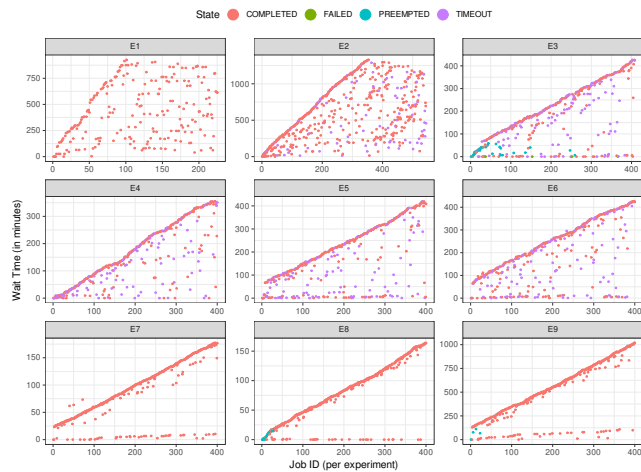 State COMPLETED FAILED PREEMPTED TIMEOUT
E1 E2 E3
0 250 500 750
0 50 100 150 200
0 500 1000
0 200 400
0 100 200 300 400
0 100 200 300 400
E4 E5 E6
0 100 200 300
0 100 200 300 400
0 100 200 300 400
0 100 200 300 400
0 100 200 300 400
0 100 200 300 400
Wait Time (in minutes)
E7 E8 E9
0 50 100 150
0 100 200 300 400
0 50 100 150
0 100 200 300 400
0 250 500 750 1000
0 100 200 300 400
Job ID (per experiment)